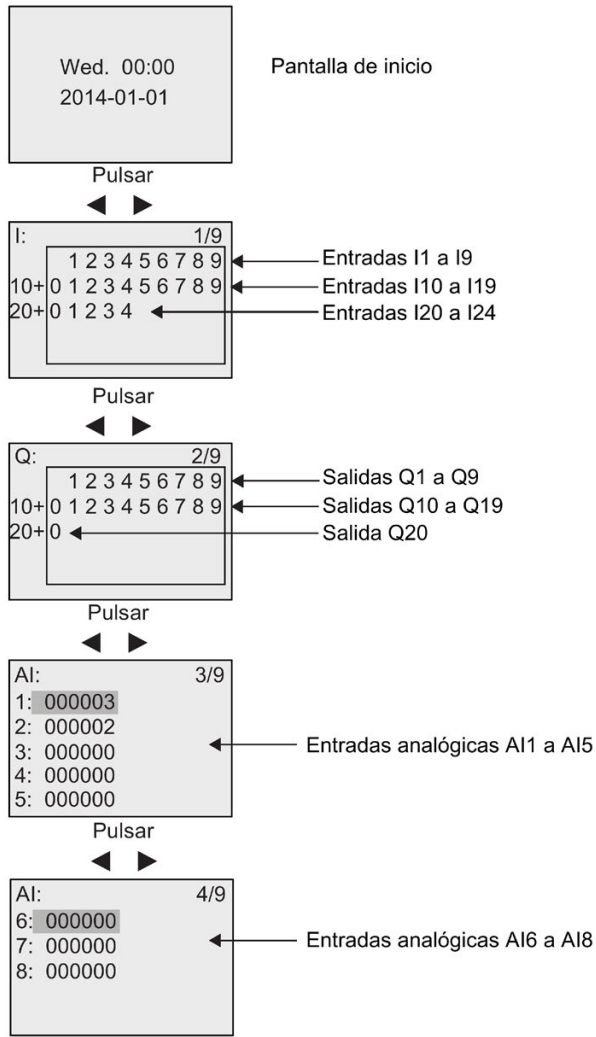 Wed. 00:00
2014-01-01
Pantalla de inicio
Pulsar
I: 1/9
1 2 3 4 5 6 7 8 9
Entradas I1 a I9
10+ 0 1 2 3 4 5 6 7 8 9
Entradas I10 a I19
20+ 0 1 2 3 4
Entradas I20 a I24
Pulsar
Q: 2/9
1 2 3 4 5 6 7 8 9
Salidas Q1 a Q9
10+ 0 1 2 3 4 5 6 7 8 9
Salidas Q10 a Q19
20+ 0
Salida Q20
Pulsar
AI: 3/9
1: 000003
2: 000002
3: 000000
4: 000000
5: 000000
Entradas analógicas AI1 a AI5
Pulsar
AI: 4/9
6: 000000
7: 000000
8: 000000
Entradas analógicas AI6 a AI8